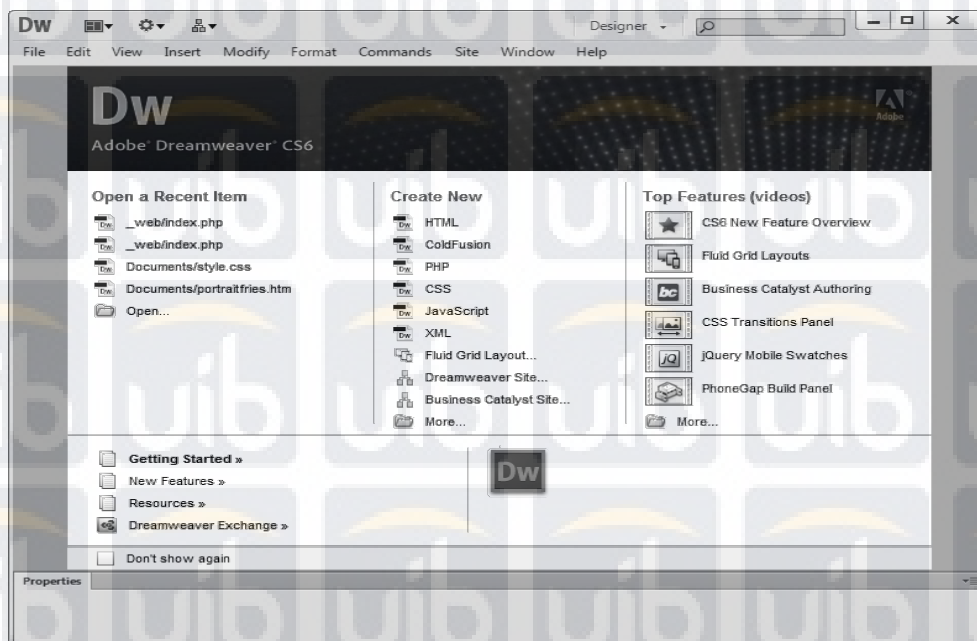 Dw
Designer
File Edit View Insert Modify Format Commands Site Window Help
Dw
Adobe® Dreamweaver® CS6
Adobe
Open a Recent Item
_web/index.php
_web/index.php
Documents/style.css
Documents/portraitfries.htm
Open...
Create New
HTML
ColdFusion
PHP
CSS
JavaScript
XML
Fluid Grid Layout...
Dreamweaver Site...
Business Catalyst Site...
More...
Top Features (videos)
CS6 New Feature Overview
Fluid Grid Layouts
bc
Business Catalyst Authoring
CSS Transitions Panel
jQ
jQuery Mobile Swatches
PhoneGap Build Panel
More...
Getting Started »
New Features »
Resources »
Dreamweaver Exchange »
Dw
Don't show again
Properties
uib